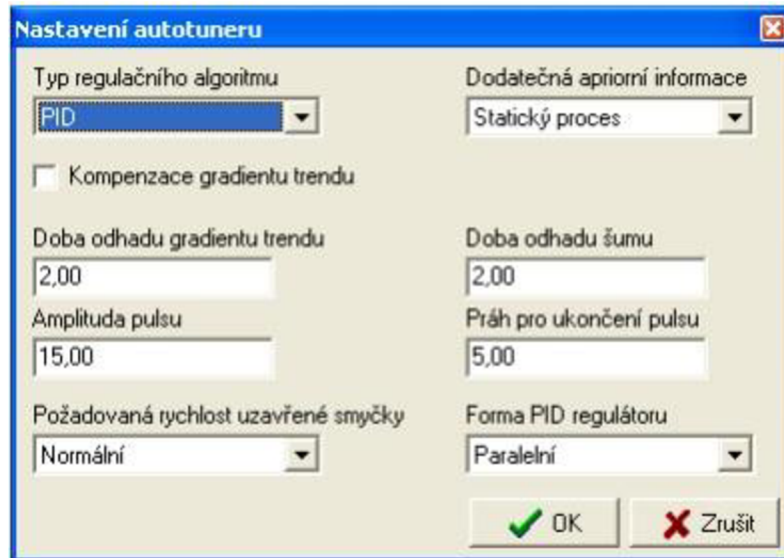 Nastavení autotuneru
Typ regulačního algoritmu
Dodatečná apriorní informace
PID
Statický proces
Kompenzace gradientu trendu
Doba odhadu gradientu trendu
Doba odhadu šumu
2,00
2,00
Amplituda pulsu
Práh pro ukončení pulsu
15,00
5,00
Požadovaná rychlost uzavřené smyčky
Forma PID regulátoru
Normální
Paralelní
OK
Zrušit